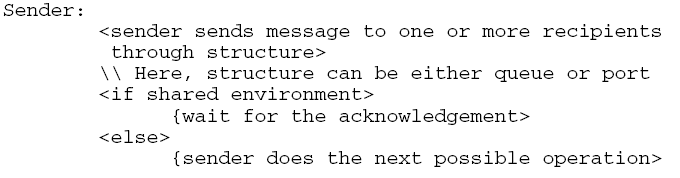 Sender:
<sender sends message to one or more recipients
through structure>
\\ Here, structure can be either queue or port
<if shared environment>
{wait for the acknowledgement>
<else>
{sender does the next possible operation>